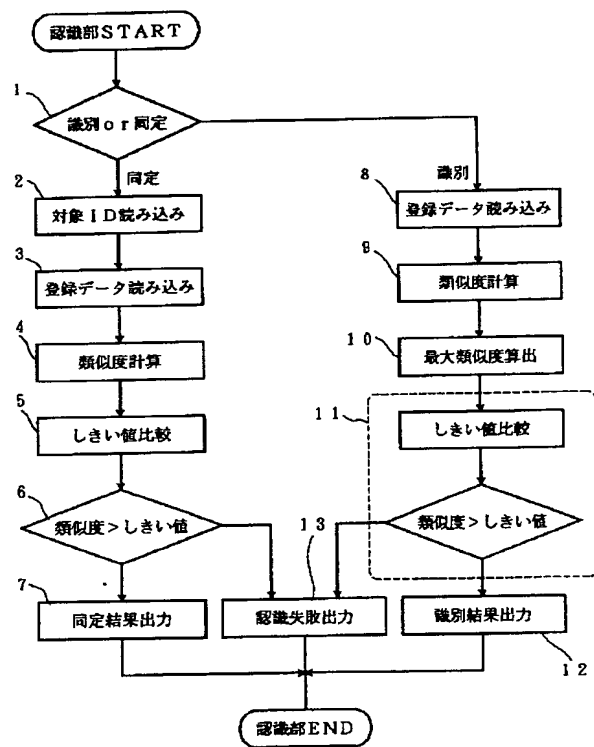 認識部START
1
識別or同定
同定
識別
2
対象ID読み込み
3
登録データ読み込み
4
類似度計算
5
しきい値比較
6
類似度>しきい値
7
同定結果出力
8
登録データ読み込み
9
類似度計算
10
最大類似度算出
11
しきい値比較
類似度>しきい値
13
認識失敗出力
識別結果出力
12
認識部END